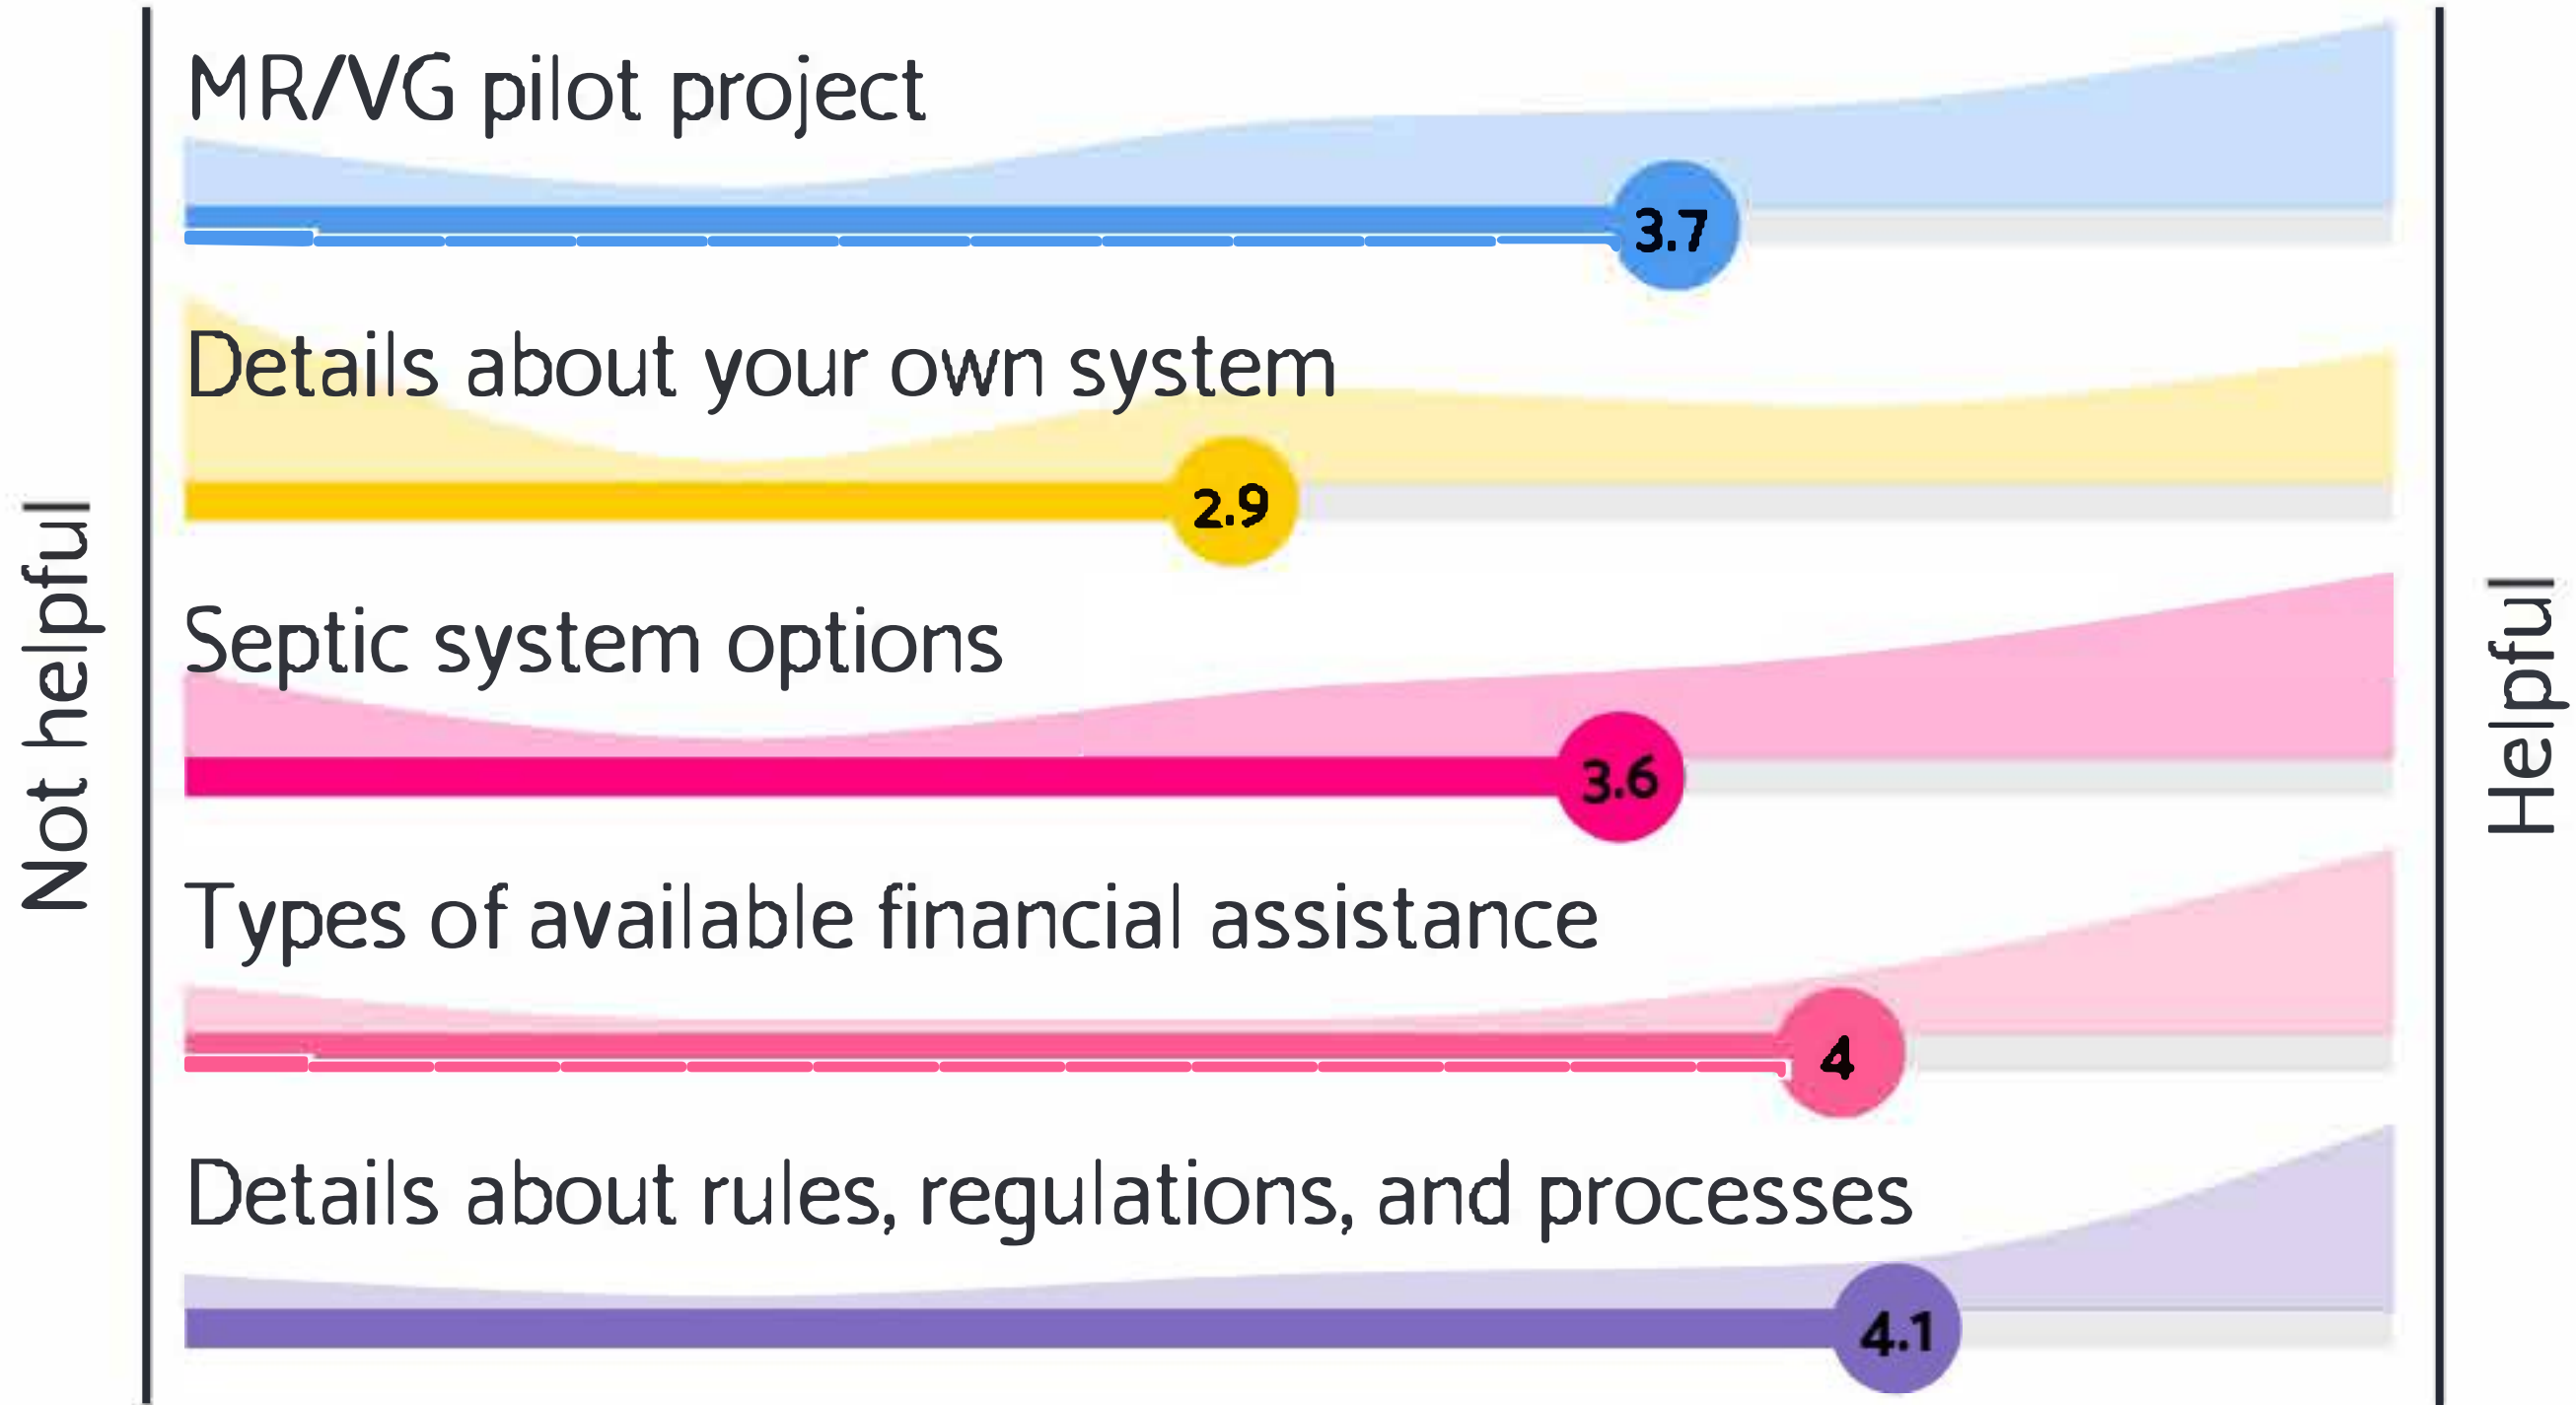 MR/VG pilot project
3.7
Details about your own system
2.9
Septic system options
3.6
Types of available financial assistance
4
Details about rules, regulations, and processes
4.1
Not helpful
Helpful